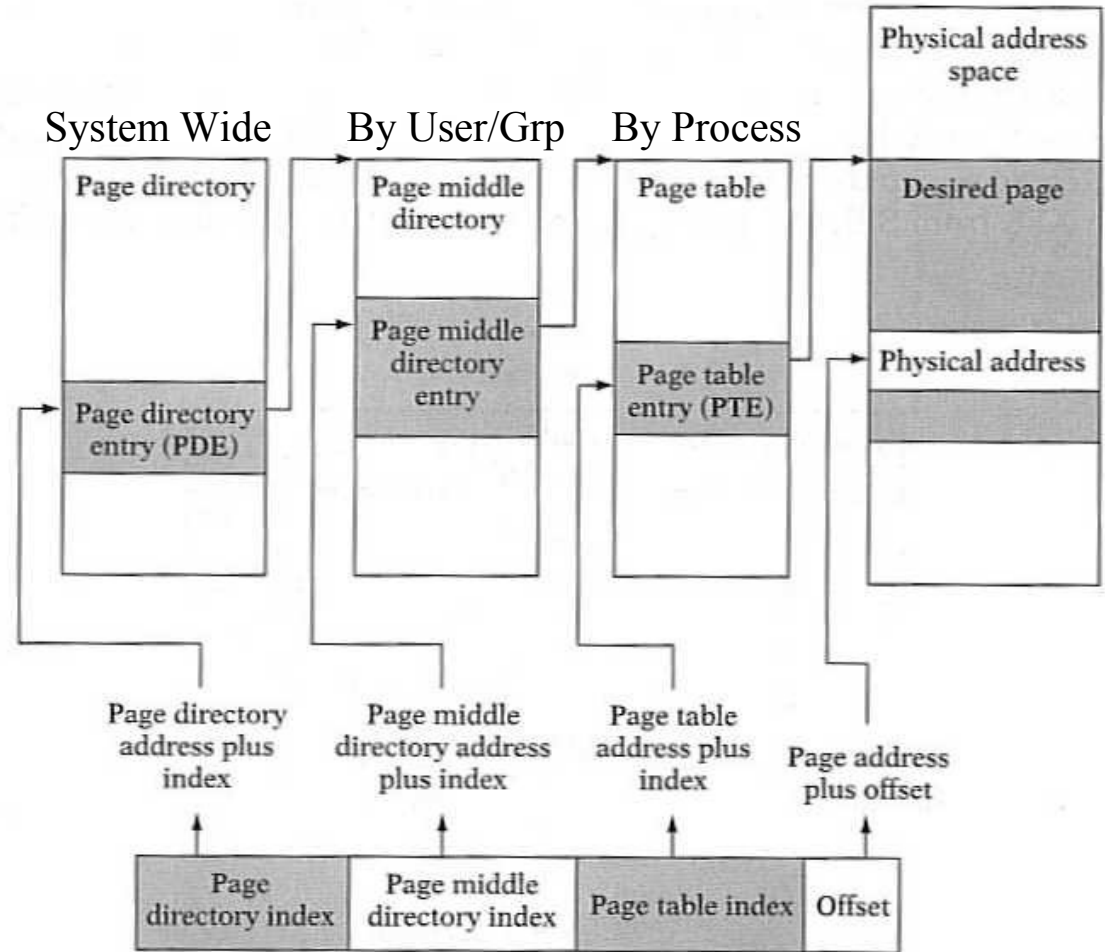 System Wide
By User/Grp
By Process
Physical address
space
Page directory
Page middle
directory
Page table
Desired page
Page directory
entry (PDE)
Page middle
directory
entry
Page table
entry (PTE)
Physical address
Page directory
address plus
index
Page middle
directory address
plus index
Page table
address plus
index
Page address
plus offset
Page
directory index
Page middle
directory index
Page table index
Offset